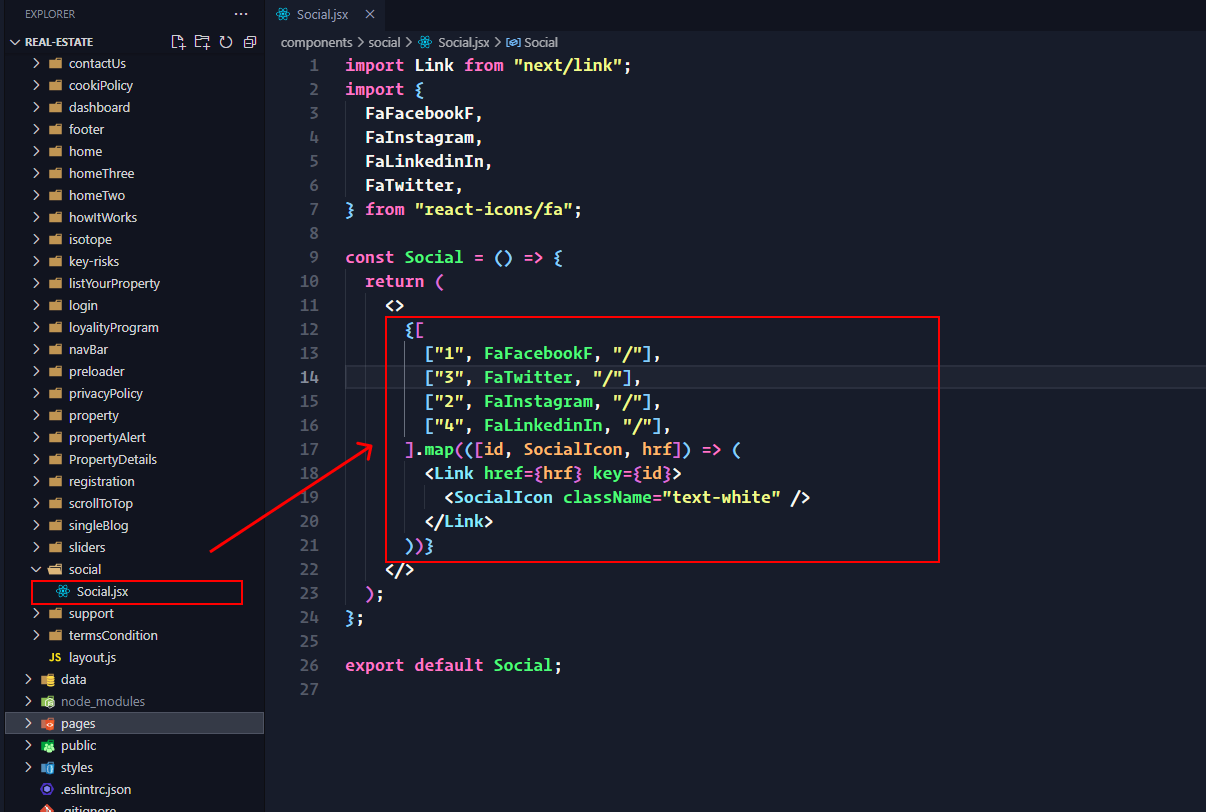 EXPLORER
REAL-ESTATE
contactUs
cookiPolicy
dashboard
footer
home
homeThree
homeTwo
howItWorks
isotope
key-risks
listYourProperty
login
loyalityProgram
navBar
preloader
privacyPolicy
property
propertyAlert
PropertyDetails
registration
scrollToTop
singleBlog
sliders
social
Social.jsx
support
termsCondition
JS layout.js
data
node_modules
pages
public
styles
.eslintrc.json
.gitignore
Social.jsx
components > social > Social.jsx > Social
1 import Link from "next/link";
2 import {
3   FaFacebookF,
4   FaInstagram,
5   FaLinkedinIn,
6   FaTwitter,
7 } from "react-icons/fa";
8
9 const Social = () => {
10   return (
11     <>
12       {[
13         ["1", FaFacebookF, "/"],
14         ["3", FaTwitter, "/"],
15         ["2", FaInstagram, "/"],
16         ["4", FaLinkedinIn, "/"],
17       ].map(([id, SocialIcon, hrf]) => (
18         <Link href={hrf} key={id}>
19           <SocialIcon className="text-white" />
20         </Link>
21       ))}
22     </>
23   );
24 };
25
26 export default Social;
27